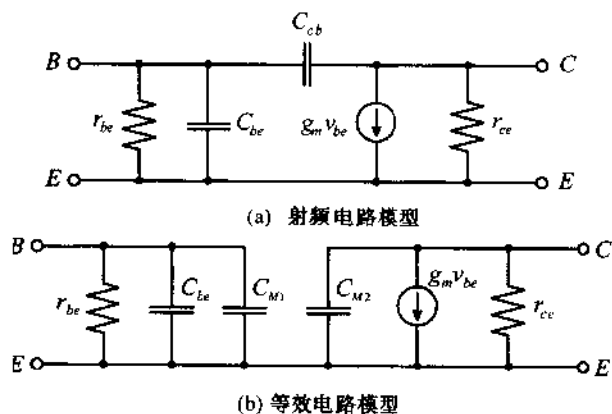 C_cb
B C
r_be C_be g_m v_be r_ce
E E
(a) 射频电路模型
B C
r_be C_be C_M1 C_M2 g_m v_be r_ce
E E
(b) 等效电路模型